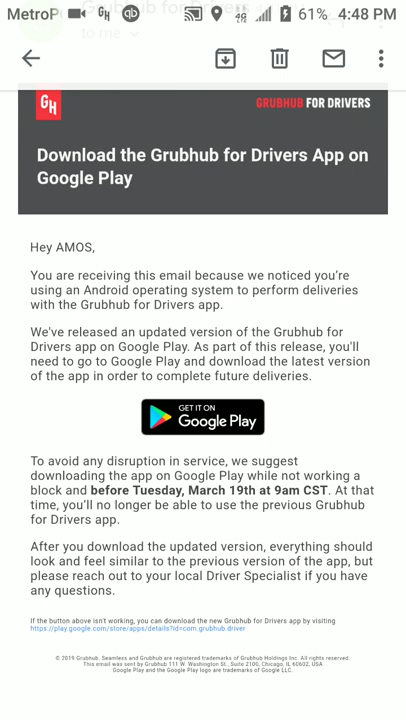 MetroP GH qb 4G LTE 61% 4:48 PM
Grubhub for Drivers
to me
GH GRUBHUB FOR DRIVERS
Download the Grubhub for Drivers App on
Google Play
Hey AMOS,
You are receiving this email because we noticed you're
using an Android operating system to perform deliveries
with the Grubhub for Drivers app.
We've released an updated version of the Grubhub for
Drivers app on Google Play. As part of this release, you'll
need to go to Google Play and download the latest version
of the app in order to complete future deliveries.
GET IT ON
Google Play
To avoid any disruption in service, we suggest
downloading the app on Google Play while not working a
block and before Tuesday, March 19th at 9am CST. At that
time, you'll no longer be able to use the previous Grubhub
for Drivers app.
After you download the updated version, everything should
look and feel similar to the previous version of the app, but
please reach out to your local Driver Specialist if you have
any questions.
If the button above isn't working, you can download the new Grubhub for Drivers app by visiting
https://play.google.com/store/apps/details?id=com.grubhub.driver
© 2019 Grubhub. Seamless and Grubhub are registered trademarks of Grubhub Holdings Inc. All rights reserved.
This email was sent by Grubhub 111 W. Washington St., Suite 2100, Chicago, IL 60602, USA
Google Play and the Google Play logo are trademarks of Google LLC.